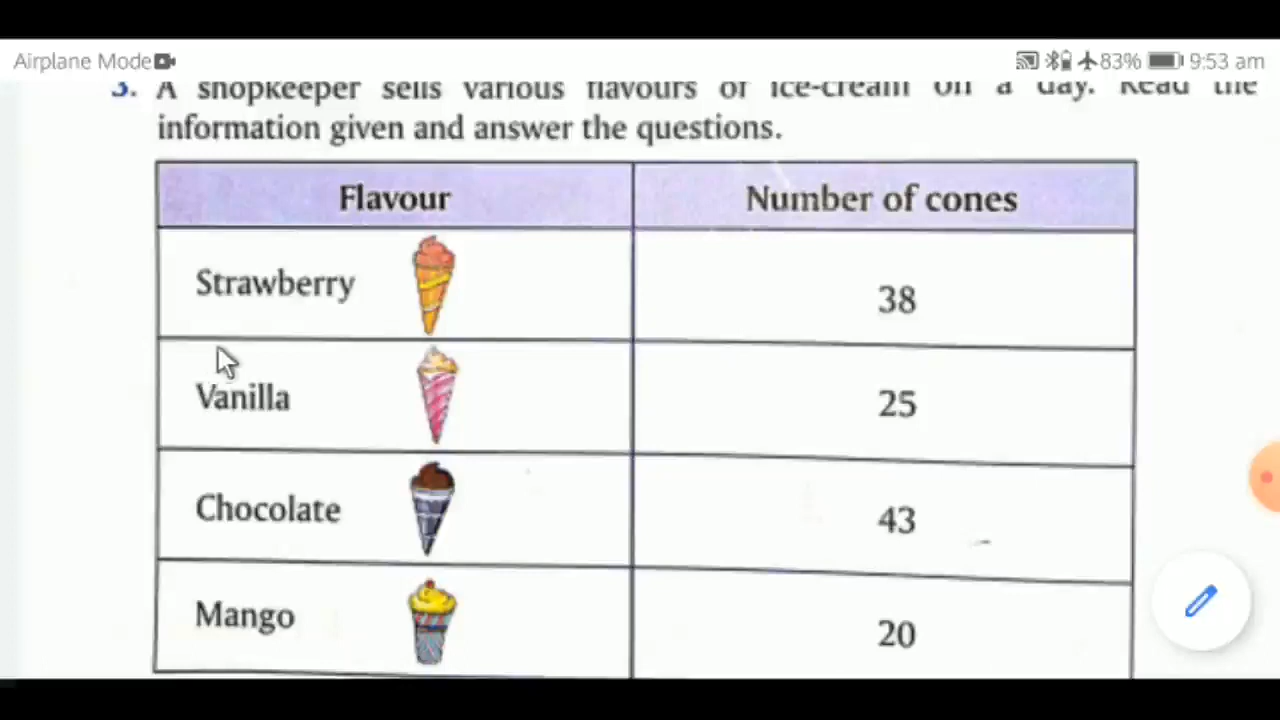 Airplane Mode 83% 9:53 am
3. A shopkeeper sells various flavours of ice-cream on a day. Read the
information given and answer the questions.
Flavour Number of cones
Strawberry 38
Vanilla 25
Chocolate 43
Mango 20